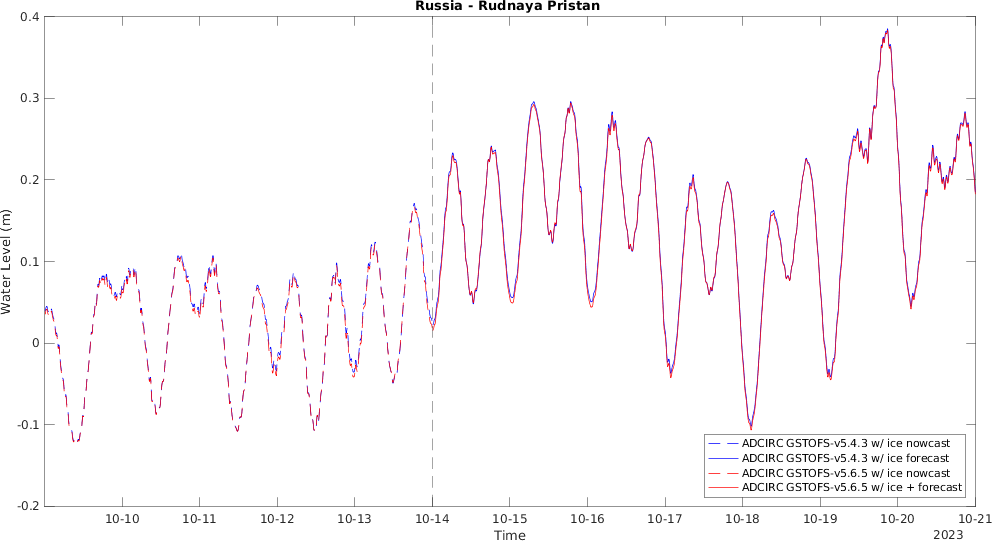 Russia - Rudnaya Pristan
0.4
0.3
0.2
0.1
0
-0.1
-0.2
Water Level (m)
ADCIRC GSTOFS-v5.4.3 w/ ice nowcast
ADCIRC GSTOFS-v5.4.3 w/ ice forecast
ADCIRC GSTOFS-v5.6.5 w/ ice nowcast
ADCIRC GSTOFS-v5.6.5 w/ ice + forecast
10-10 10-11 10-12 10-13 10-14 10-15 10-16 10-17 10-18 10-19 10-20 10-21
Time
2023